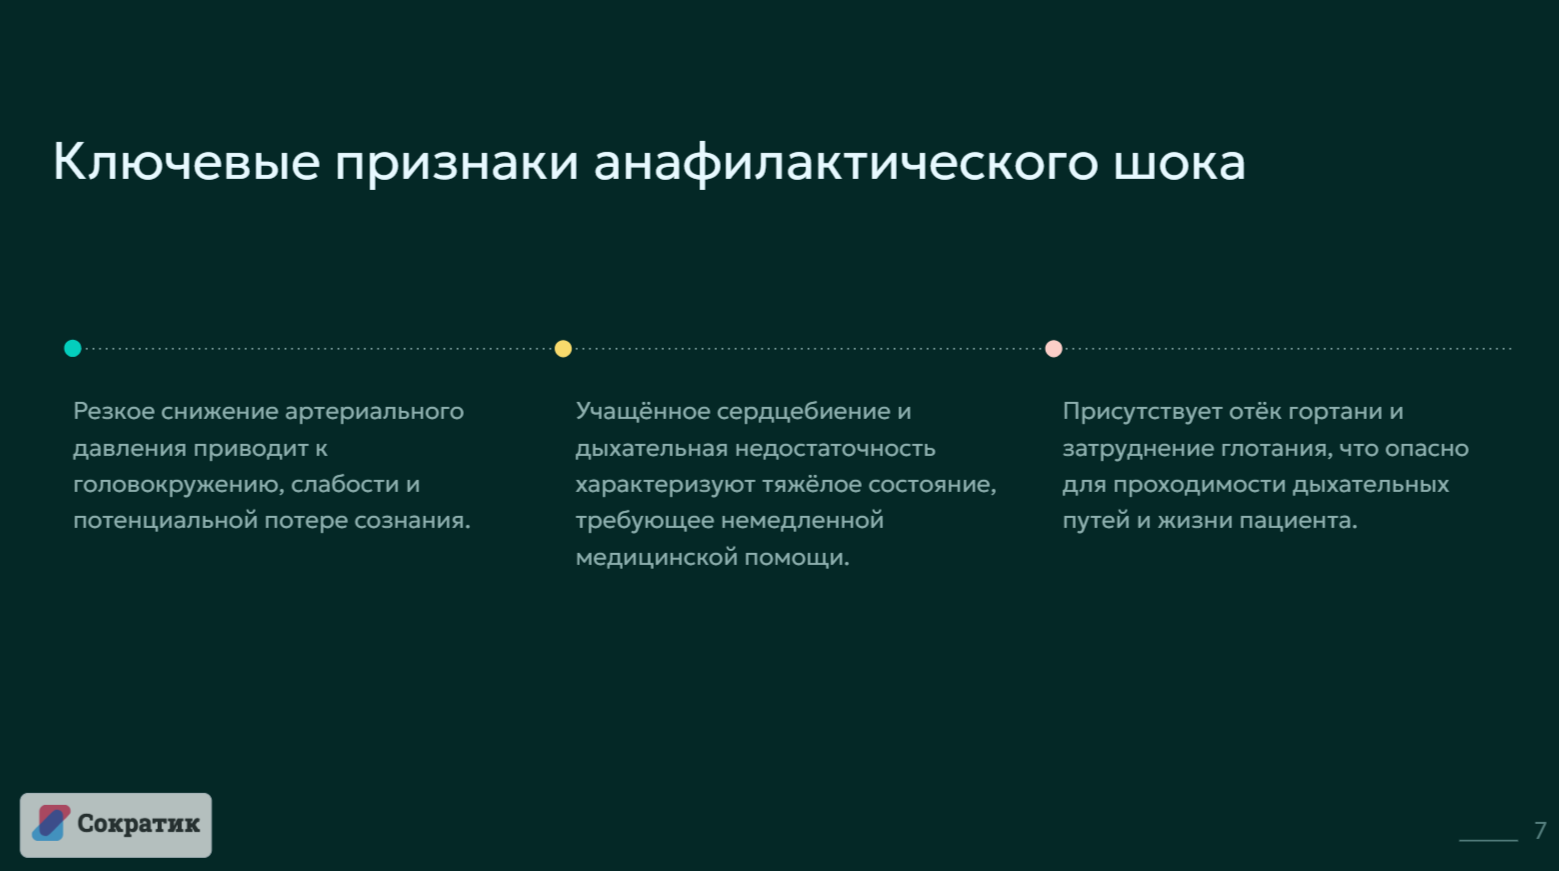 Ключевые признаки анафилактического шока
Резкое снижение артериального
давления приводит к
головокружению, слабости и
потенциальной потере сознания.
Учащённое сердцебиение и
дыхательная недостаточность
характеризуют тяжёлое состояние,
требующее немедленной
медицинской помощи.
Присутствует отёк гортани и
затруднение глотания, что опасно
для проходимости дыхательных
путей и жизни пациента.
Сократик
7